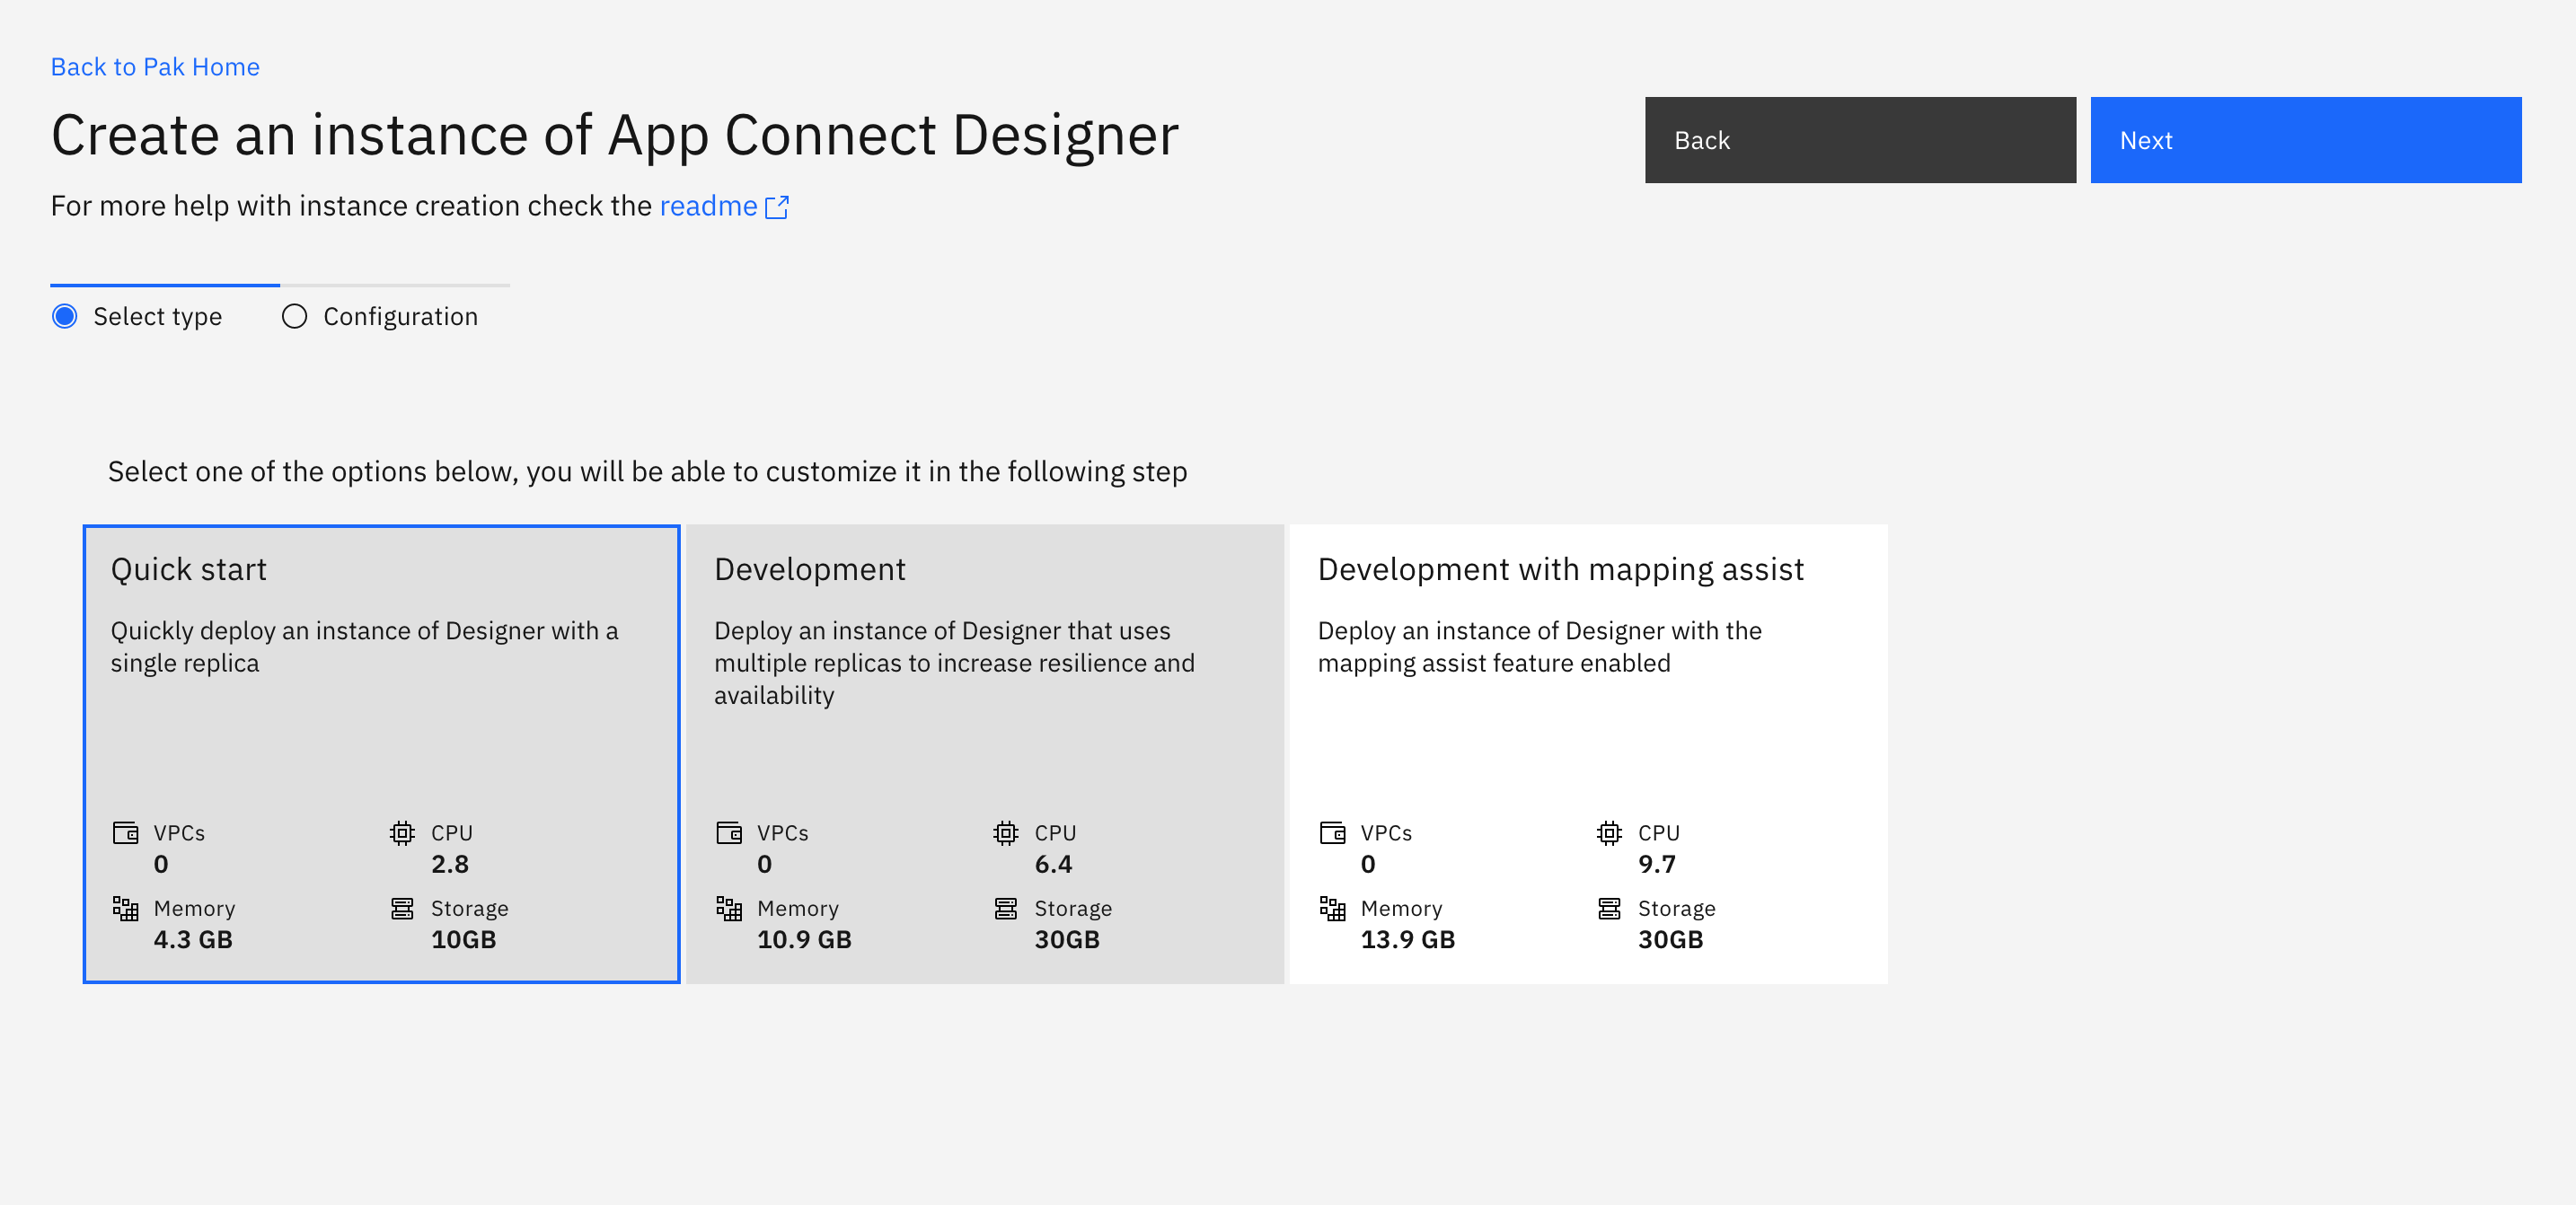 Back to Pak Home
Create an instance of App Connect Designer
For more help with instance creation check the readme
Back
Next
Select type
Configuration
Select one of the options below, you will be able to customize it in the following step
Quick start
Quickly deploy an instance of Designer with a
single replica
VPCs
0
CPU
2.8
Memory
4.3 GB
Storage
10GB
Development
Deploy an instance of Designer that uses
multiple replicas to increase resilience and
availability
VPCs
0
CPU
6.4
Memory
10.9 GB
Storage
30GB
Development with mapping assist
Deploy an instance of Designer with the
mapping assist feature enabled
VPCs
0
CPU
9.7
Memory
13.9 GB
Storage
30GB